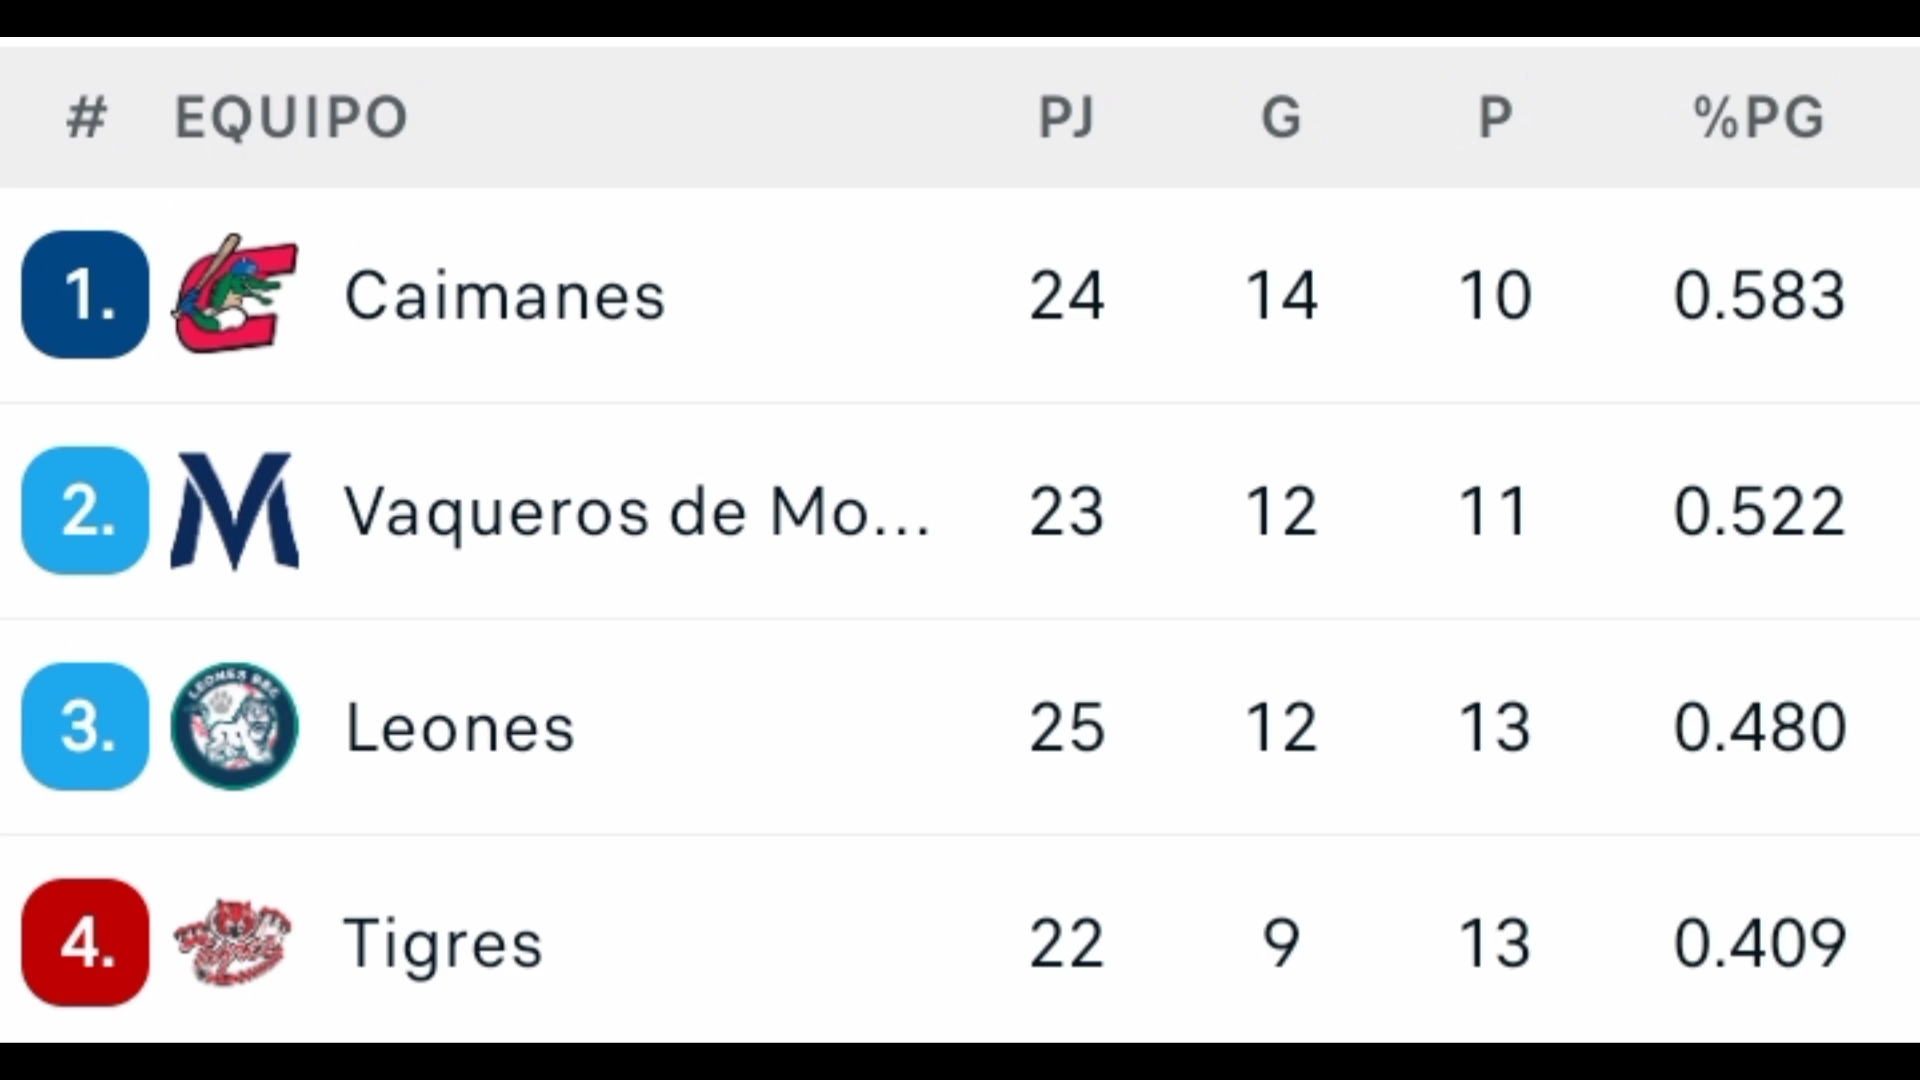 # EQUIPO PJ G P %PG
1. Caimanes 24 14 10 0.583
2. Vaqueros de Mo... 23 12 11 0.522
LEONES
3. Leones 25 12 13 0.480
4. Tigres 22 9 13 0.409